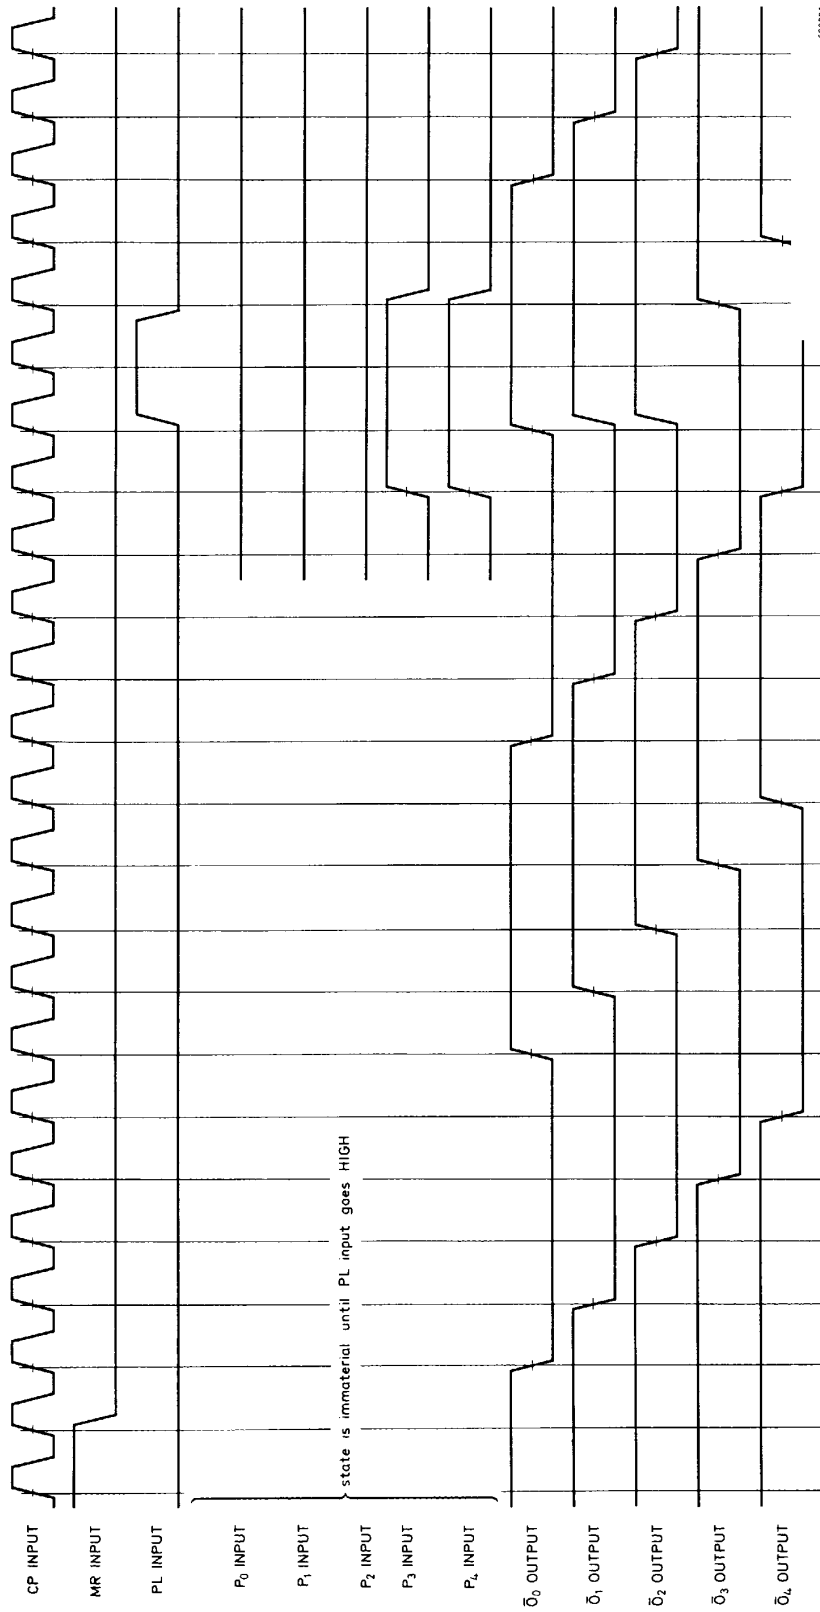 CP INPUT
MR INPUT
PL INPUT
P₀ INPUT
P₁ INPUT
P₂ INPUT
P₃ INPUT
P₄ INPUT
state is immaterial until PL input goes HIGH
Ō₀ OUTPUT
Ō₁ OUTPUT
Ō₂ OUTPUT
Ō₃ OUTPUT
Ō₄ OUTPUT